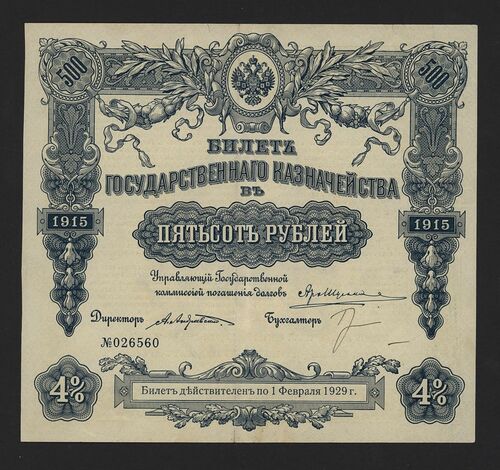 500 500
БИЛЕТЪ
ГОСУДАРСТВЕННАГО КАЗНАЧЕЙСТВА
ВЪ
1915 1915
ПЯТЬСОТЪ РУБЛЕЙ
Управляющій Государственной
коммиссіей погашенія долговъ
Директоръ Бухгалтеръ
№026560
4% 4%
Билетъ дѣйствителенъ по 1 Февраля 1929 г.